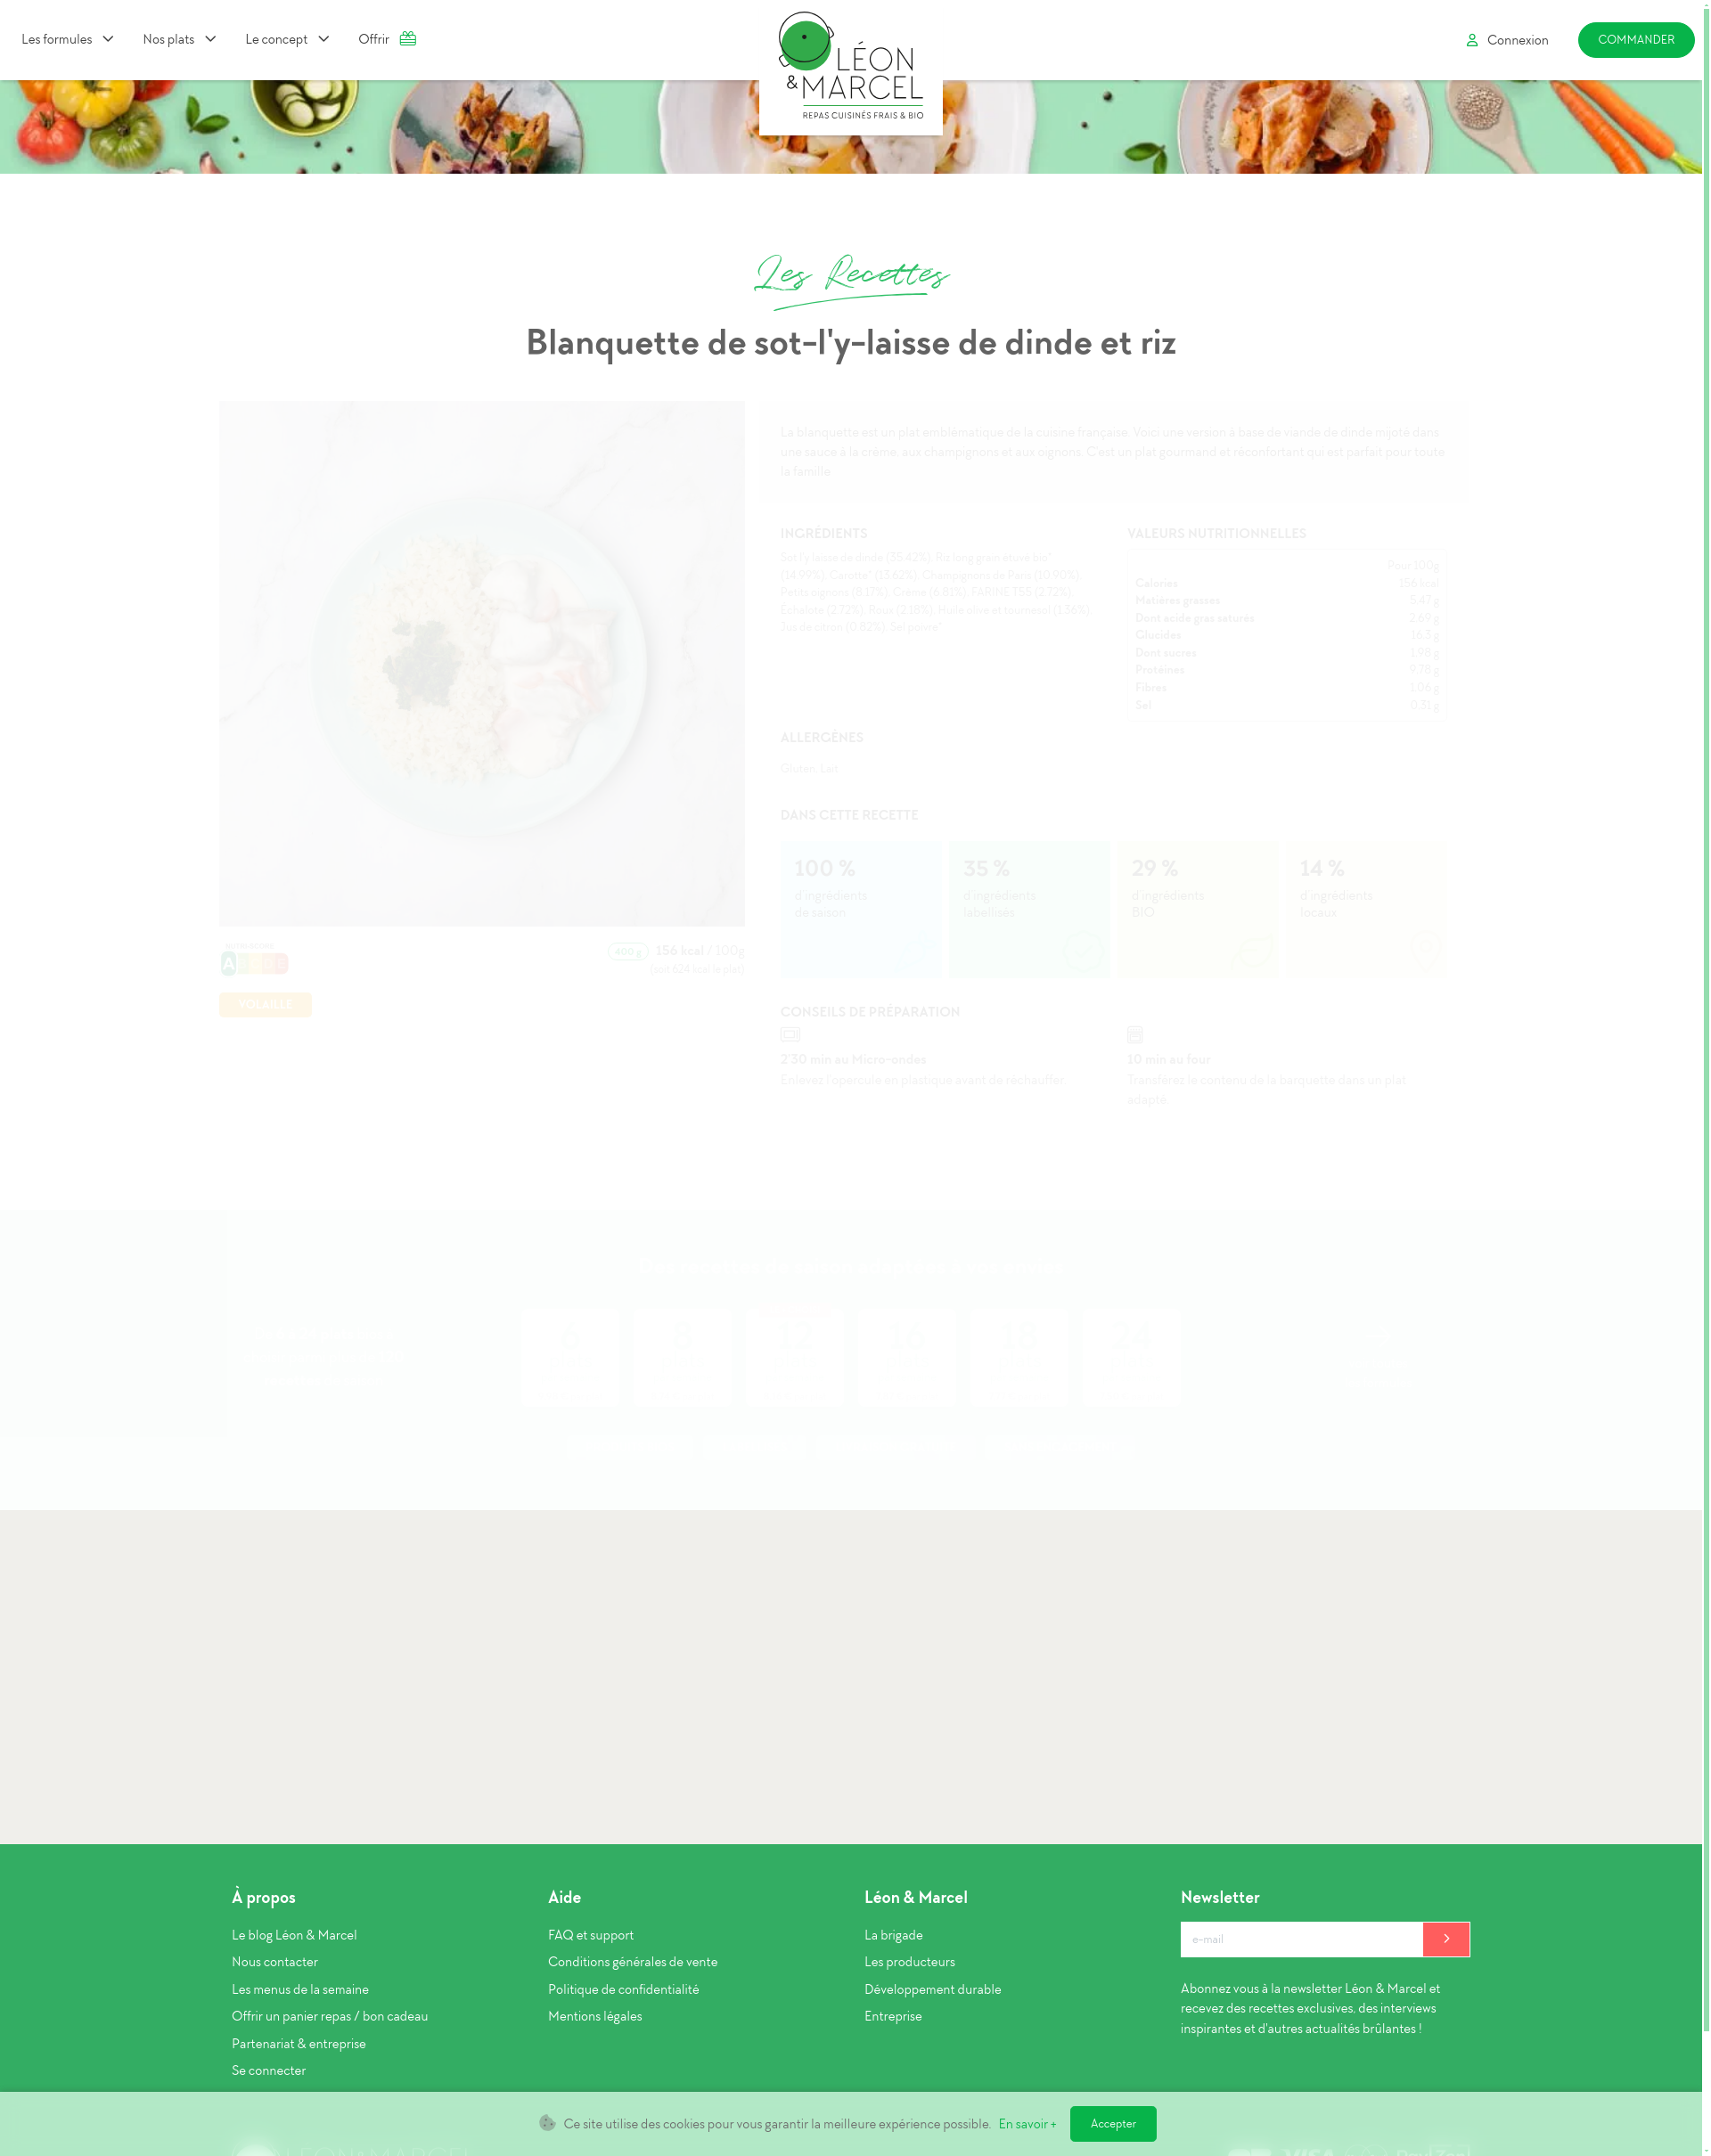 Les formules
Nos plats
Le concept
Offrir
LÉON
&MARCEL
REPAS CUISINÉS FRAIS & BIO
Connexion
COMMANDER
Les Recettes
Blanquette de sot-l'y-laisse de dinde et riz
La blanquette est un plat emblématique de la cuisine française. Voici une version à base de viande de dinde mijoté dans
une sauce à la crème, aux champignons et aux oignons. C'est un plat gourmand et réconfortant qui est parfait pour toute
la famille
INGRÉDIENTS
Sot l'y laisse de dinde (35.42%), Riz long grain étuvé bio*
(14.99%), Carotte* (13.62%), Champignons de Paris (10.90%),
Petits oignons (8.17%), Crème (6.81%), FARINE T55 (2.72%),
Échalote (2.72%), Roux (2.18%), Huile olive et tournesol (1.36%),
Jus de citron (0.82%), Sel poivre*
VALEURS NUTRITIONNELLES
Pour 100g
Calories 156 kcal
Matières grasses 5.47 g
Dont acide gras saturés 2.69 g
Glucides 16.3 g
Dont sucres 1.98 g
Protéines 9.78 g
Fibres 1.06 g
Sel 0.31 g
ALLERGÈNES
Gluten, Lait
DANS CETTE RECETTE
100 %
d'ingrédients
de saison
35 %
d'ingrédients
labellisés
29 %
d'ingrédients
BIO
14 %
d'ingrédients
locaux
NUTRI-SCORE
A
400 g 156 kcal / 100g
(soit 624 kcal le plat)
VOLAILLE
CONSEILS DE PRÉPARATION
2'30 min au Micro-ondes
Enlevez l'opercule en plastique avant de réchauffer
10 min au four
Transférez le contenu de la barquette dans un plat
adapté.
6
8
12
16
18
24
À propos
Le blog Léon & Marcel
Nous contacter
Les menus de la semaine
Offrir un panier repas / bon cadeau
Partenariat & entreprise
Se connecter
Aide
FAQ et support
Conditions générales de vente
Politique de confidentialité
Mentions légales
Léon & Marcel
La brigade
Les producteurs
Développement durable
Entreprise
Newsletter
e-mail
Abonnez vous à la newsletter Léon & Marcel et
recevez des recettes exclusives, des interviews
inspirantes et d'autres actualités brûlantes !
Ce site utilise des cookies pour vous garantir la meilleure expérience possible. En savoir +
Accepter